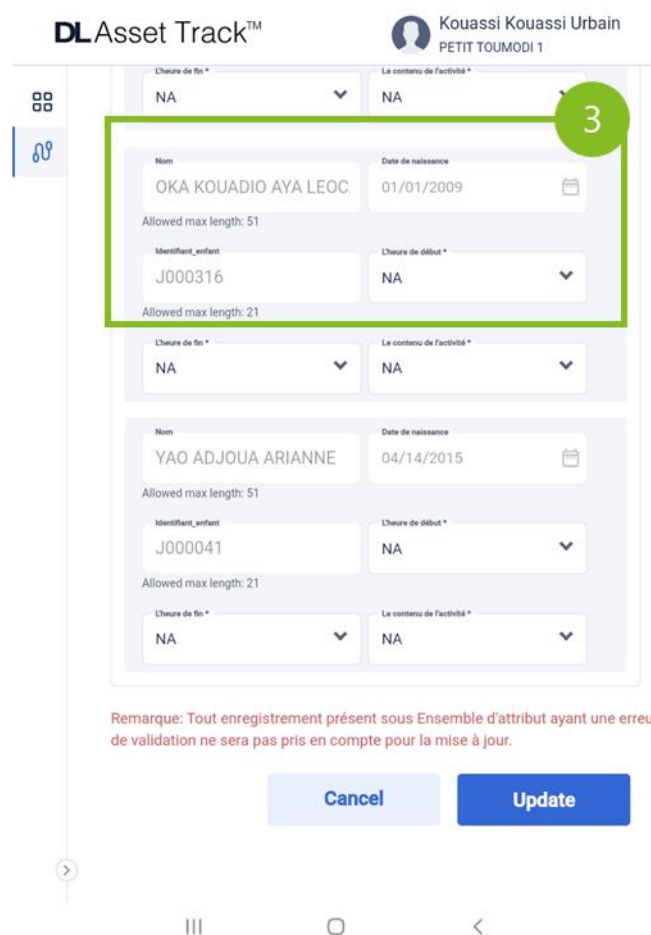 DL Asset Track™
Kouassi Kouassi Urbain
PETIT TOUMODI 1
L'heure de fin *
Le contenu de l'activité *
NA
NA
3
Nom
Date de naissance
OKA KOUADIO AYA LEOC.
01/01/2009
Allowed max length: 51
Identifiant_enfant
L'heure de début *
J000316
NA
Allowed max length: 21
L'heure de fin *
Le contenu de l'activité *
NA
NA
Nom
Date de naissance
YAO ADJOUA ARIANNE
04/14/2015
Allowed max length: 51
Identifiant_enfant
L'heure de début *
J000041
NA
Allowed max length: 21
L'heure de fin *
Le contenu de l'activité *
NA
NA
Remarque: Tout enregistrement présent sous Ensemble d'attribut ayant une erreu
de validation ne sera pas pris en compte pour la mise à jour.
Cancel
Update